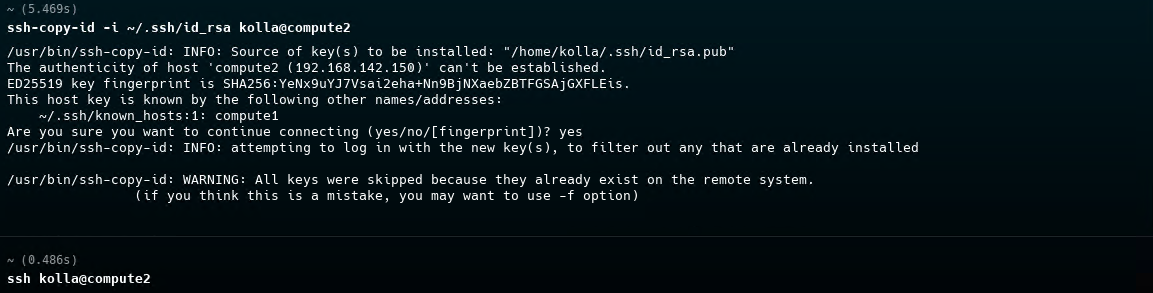 ~ (5.469s)
ssh-copy-id -i ~/.ssh/id_rsa kolla@compute2
/usr/bin/ssh-copy-id: INFO: Source of key(s) to be installed: "/home/kolla/.ssh/id_rsa.pub"
The authenticity of host 'compute2 (192.168.142.150)' can't be established.
ED25519 key fingerprint is SHA256:YeNx9uYJ7Vsai2eha+Nn9BjNXaebZBTFGSAjGXFLEis.
This host key is known by the following other names/addresses:
    ~/.ssh/known_hosts:1: compute1
Are you sure you want to continue connecting (yes/no/[fingerprint])? yes
/usr/bin/ssh-copy-id: INFO: attempting to log in with the new key(s), to filter out any that are already installed
/usr/bin/ssh-copy-id: WARNING: All keys were skipped because they already exist on the remote system.
                (if you think this is a mistake, you may want to use -f option)
~ (0.486s)
ssh kolla@compute2